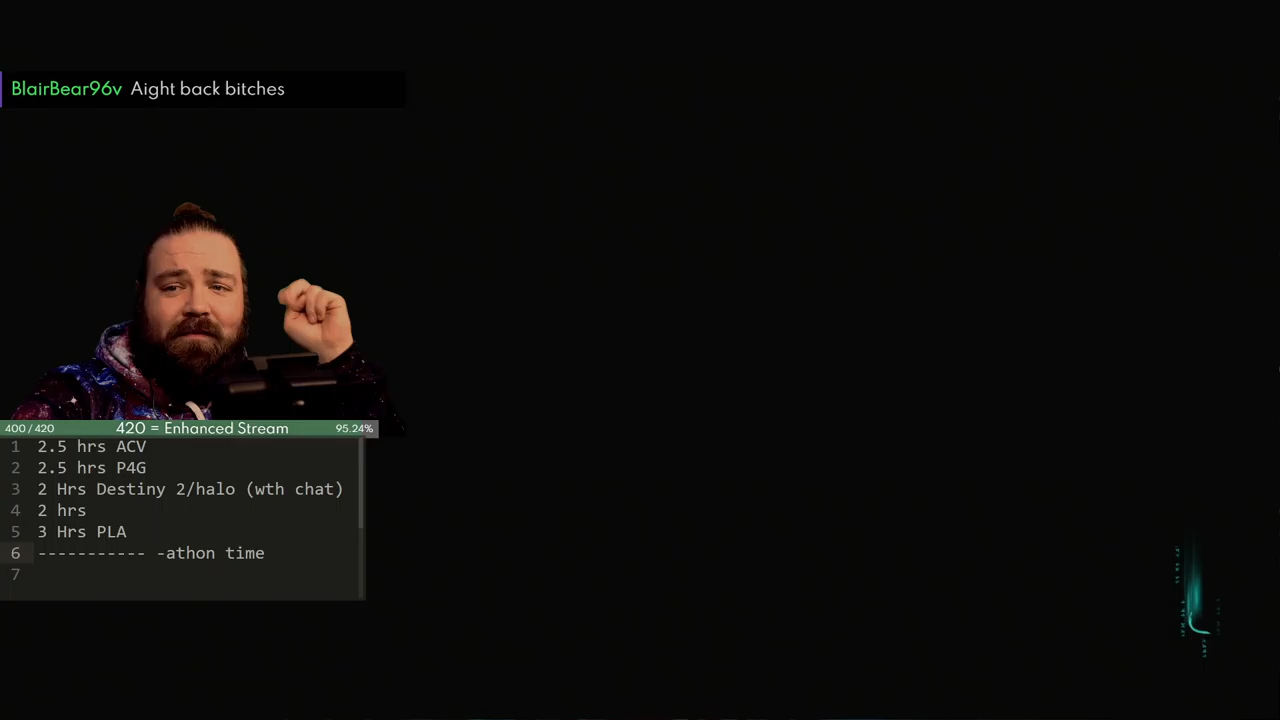 BlairBear96v Aight back bitches
400 / 420 420 = Enhanced Stream 95.24%
1 2.5 hrs ACV
2 2.5 hrs P4G
3 2 Hrs Destiny 2/halo (wth chat)
4 2 hrs
5 3 Hrs PLA
6 ----------- -athon time
7